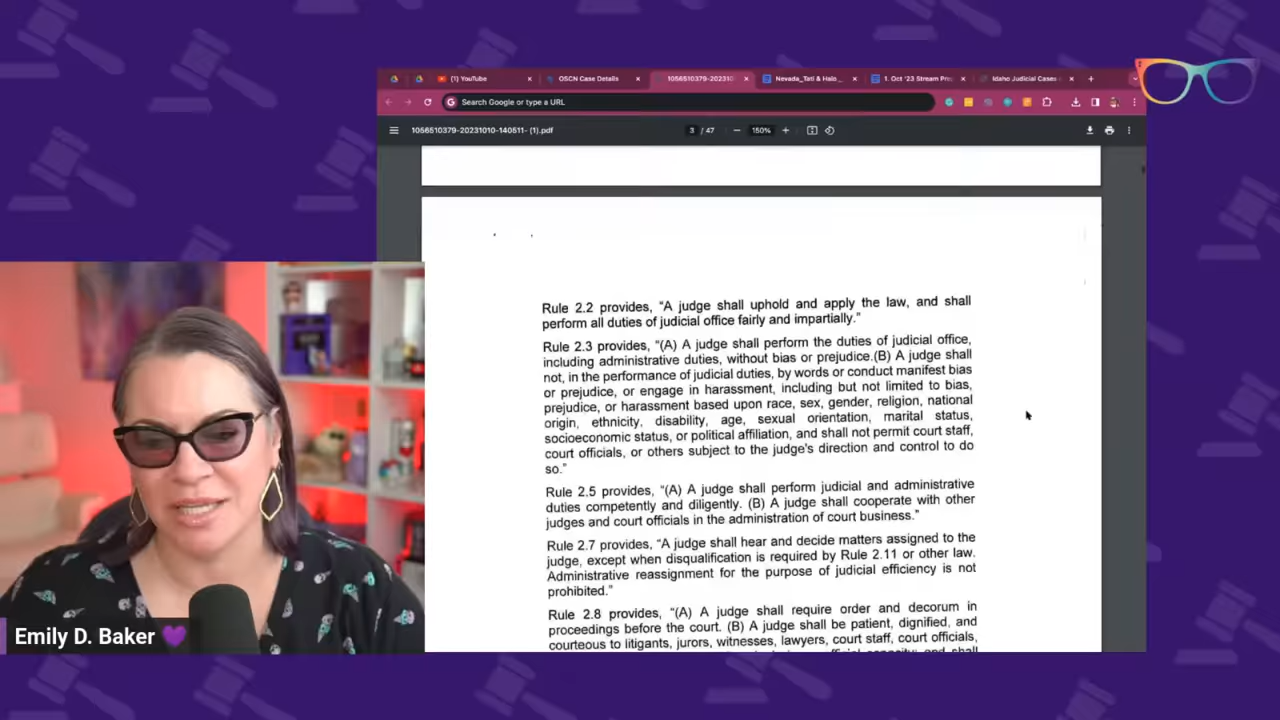 (1) YouTube
OSCN Case Details
1056510379-202310
Nevada_Tati & Halo _
1. Oct '23 Stream Pre
Idaho Judicial Cases
Search Google or type a URL
1056510379-20231010-140511- (1).pdf
3 / 47
150%
Rule 2.2 provides, “A judge shall uphold and apply the law, and shall
perform all duties of judicial office fairly and impartially.”
Rule 2.3 provides, “(A) A judge shall perform the duties of judicial office,
including administrative duties, without bias or prejudice.(B) A judge shall
not, in the performance of judicial duties, by words or conduct manifest bias
or prejudice, or engage in harassment, including but not limited to bias,
prejudice, or harassment based upon race, sex, gender, religion, national
origin, ethnicity, disability, age, sexual orientation, marital status,
socioeconomic status, or political affiliation, and shall not permit court staff,
court officials, or others subject to the judge's direction and control to do
so.”
Rule 2.5 provides, “(A) A judge shall perform judicial and administrative
duties competently and diligently. (B) A judge shall cooperate with other
judges and court officials in the administration of court business.”
Rule 2.7 provides, “A judge shall hear and decide matters assigned to the
judge, except when disqualification is required by Rule 2.11 or other law.
Administrative reassignment for the purpose of judicial efficiency is not
prohibited.”
Rule 2.8 provides, “(A) A judge shall require order and decorum in
proceedings before the court. (B) A judge shall be patient, dignified, and
courteous to litigants, jurors, witnesses, lawyers, court staff, court officials,
Emily D. Baker 💜